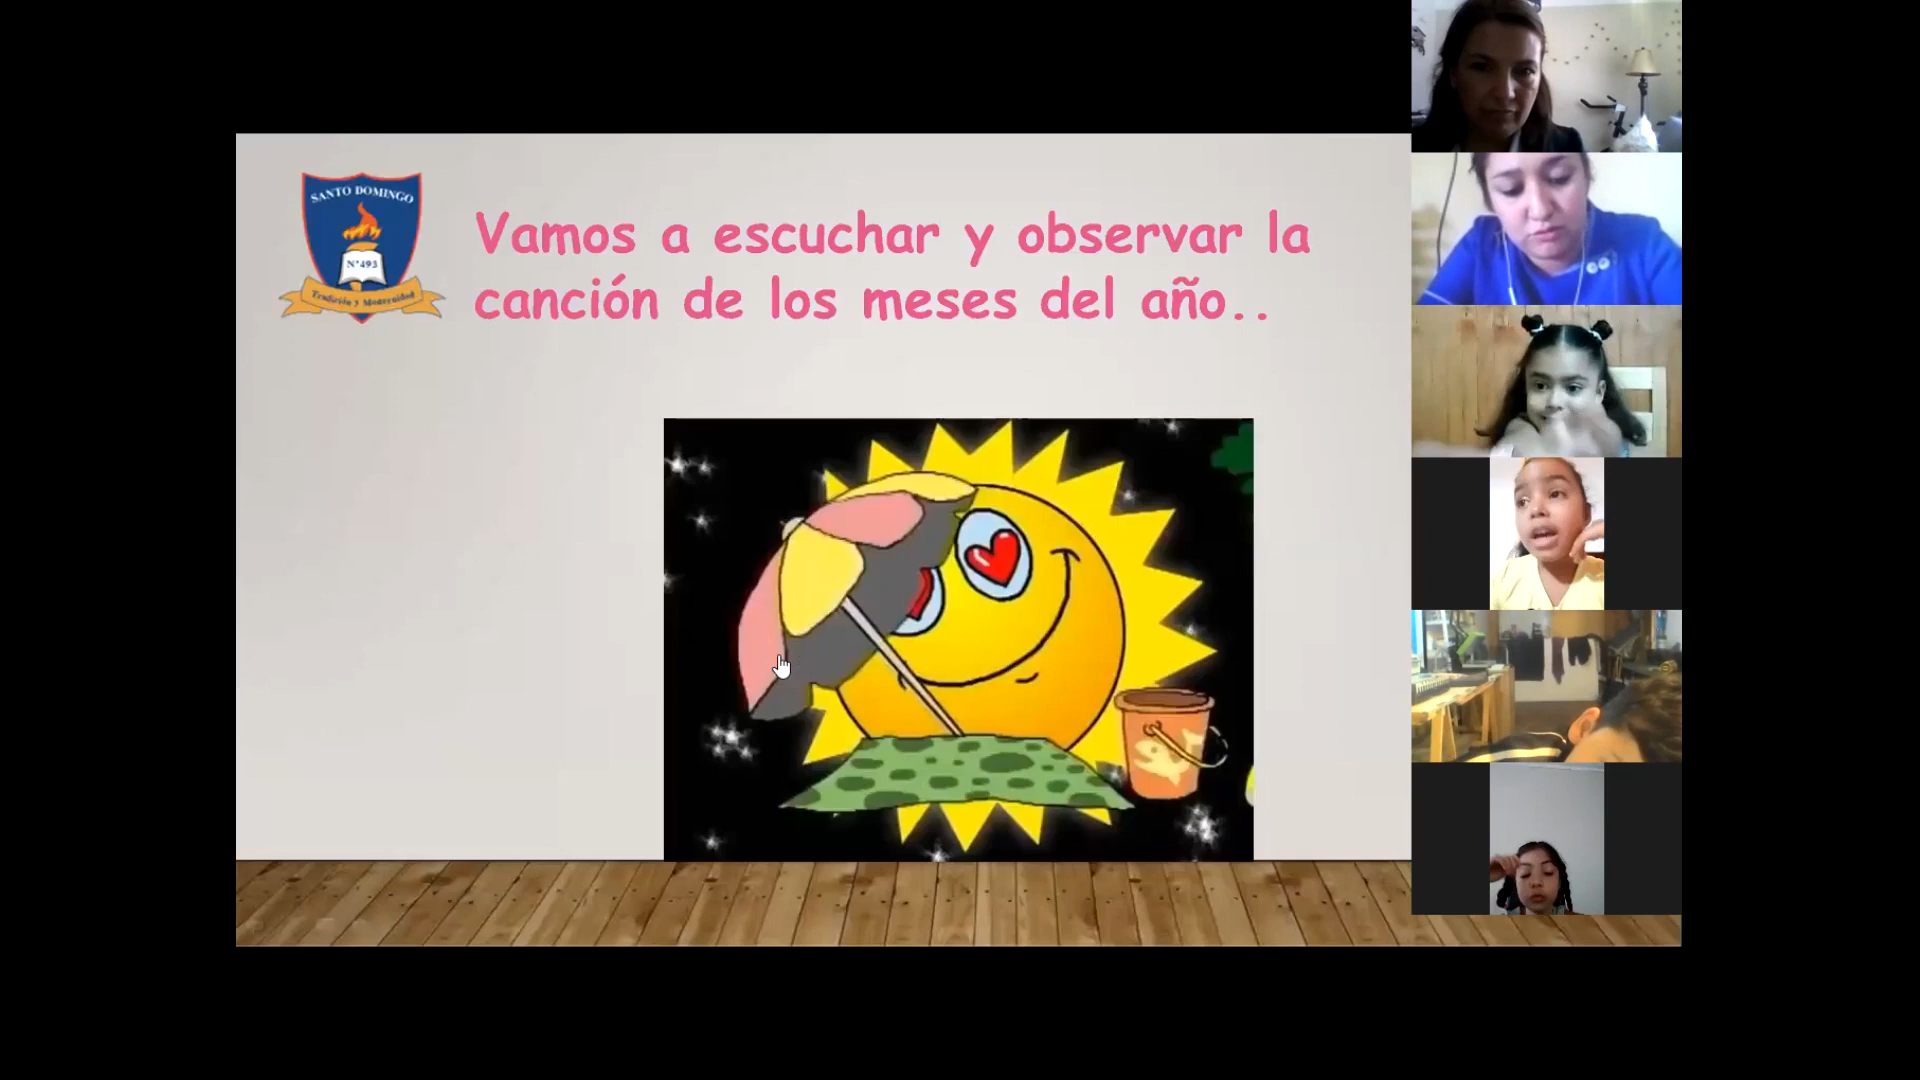 SANTO DOMINGO
N°493
Tradición y Modernidad
Vamos a escuchar y observar la
canción de los meses del año..